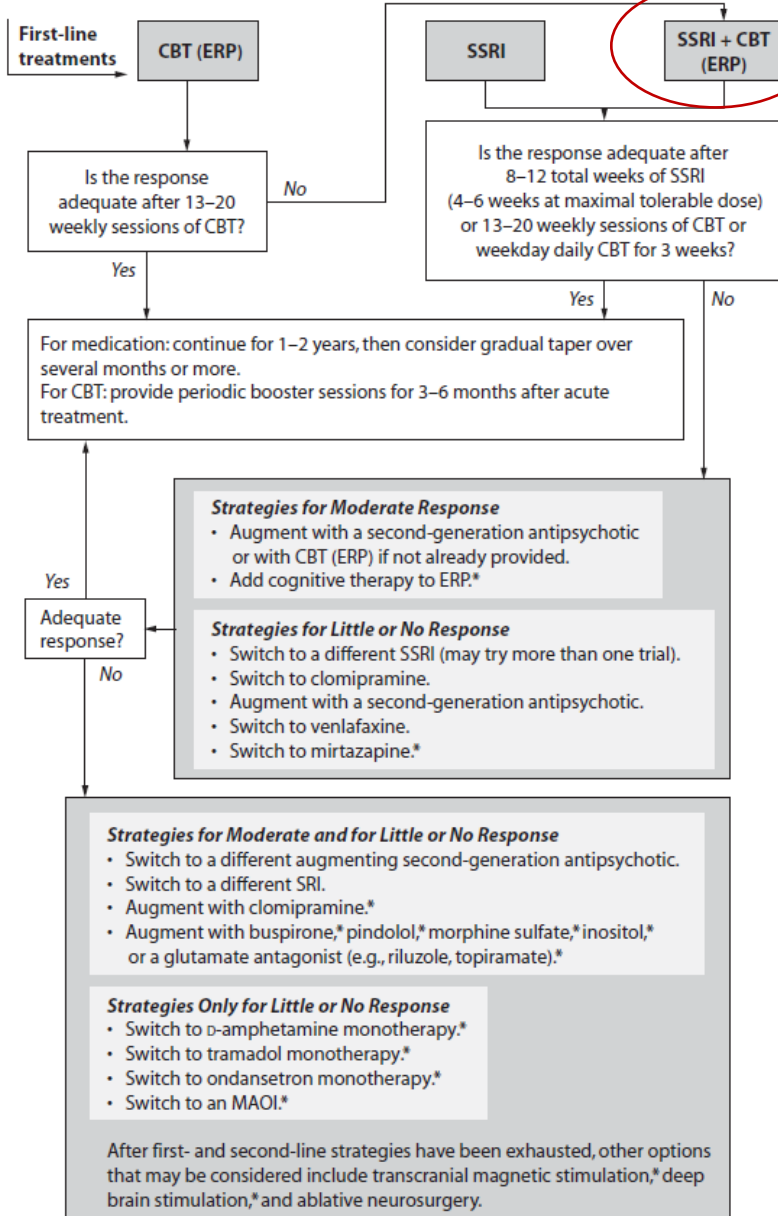 First-line
treatments
CBT (ERP)
SSRI
SSRI + CBT
(ERP)
Is the response
adequate after 13–20
weekly sessions of CBT?
No
Yes
Is the response adequate after
8–12 total weeks of SSRI
(4–6 weeks at maximal tolerable dose)
or 13–20 weekly sessions of CBT or
weekday daily CBT for 3 weeks?
Yes
No
For medication: continue for 1–2 years, then consider gradual taper over
several months or more.
For CBT: provide periodic booster sessions for 3–6 months after acute
treatment.
Strategies for Moderate Response
• Augment with a second-generation antipsychotic
or with CBT (ERP) if not already provided.
• Add cognitive therapy to ERP.*
Yes
Adequate
response?
No
Strategies for Little or No Response
• Switch to a different SSRI (may try more than one trial).
• Switch to clomipramine.
• Augment with a second-generation antipsychotic.
• Switch to venlafaxine.
• Switch to mirtazapine.*
Strategies for Moderate and for Little or No Response
• Switch to a different augmenting second-generation antipsychotic.
• Switch to a different SRI.
• Augment with clomipramine.*
• Augment with buspirone,* pindolol,* morphine sulfate,* inositol,*
or a glutamate antagonist (e.g., riluzole, topiramate).*
Strategies Only for Little or No Response
• Switch to D-amphetamine monotherapy.*
• Switch to tramadol monotherapy.*
• Switch to ondansetron monotherapy.*
• Switch to an MAOI.*
After first- and second-line strategies have been exhausted, other options
that may be considered include transcranial magnetic stimulation,* deep
brain stimulation,* and ablative neurosurgery.